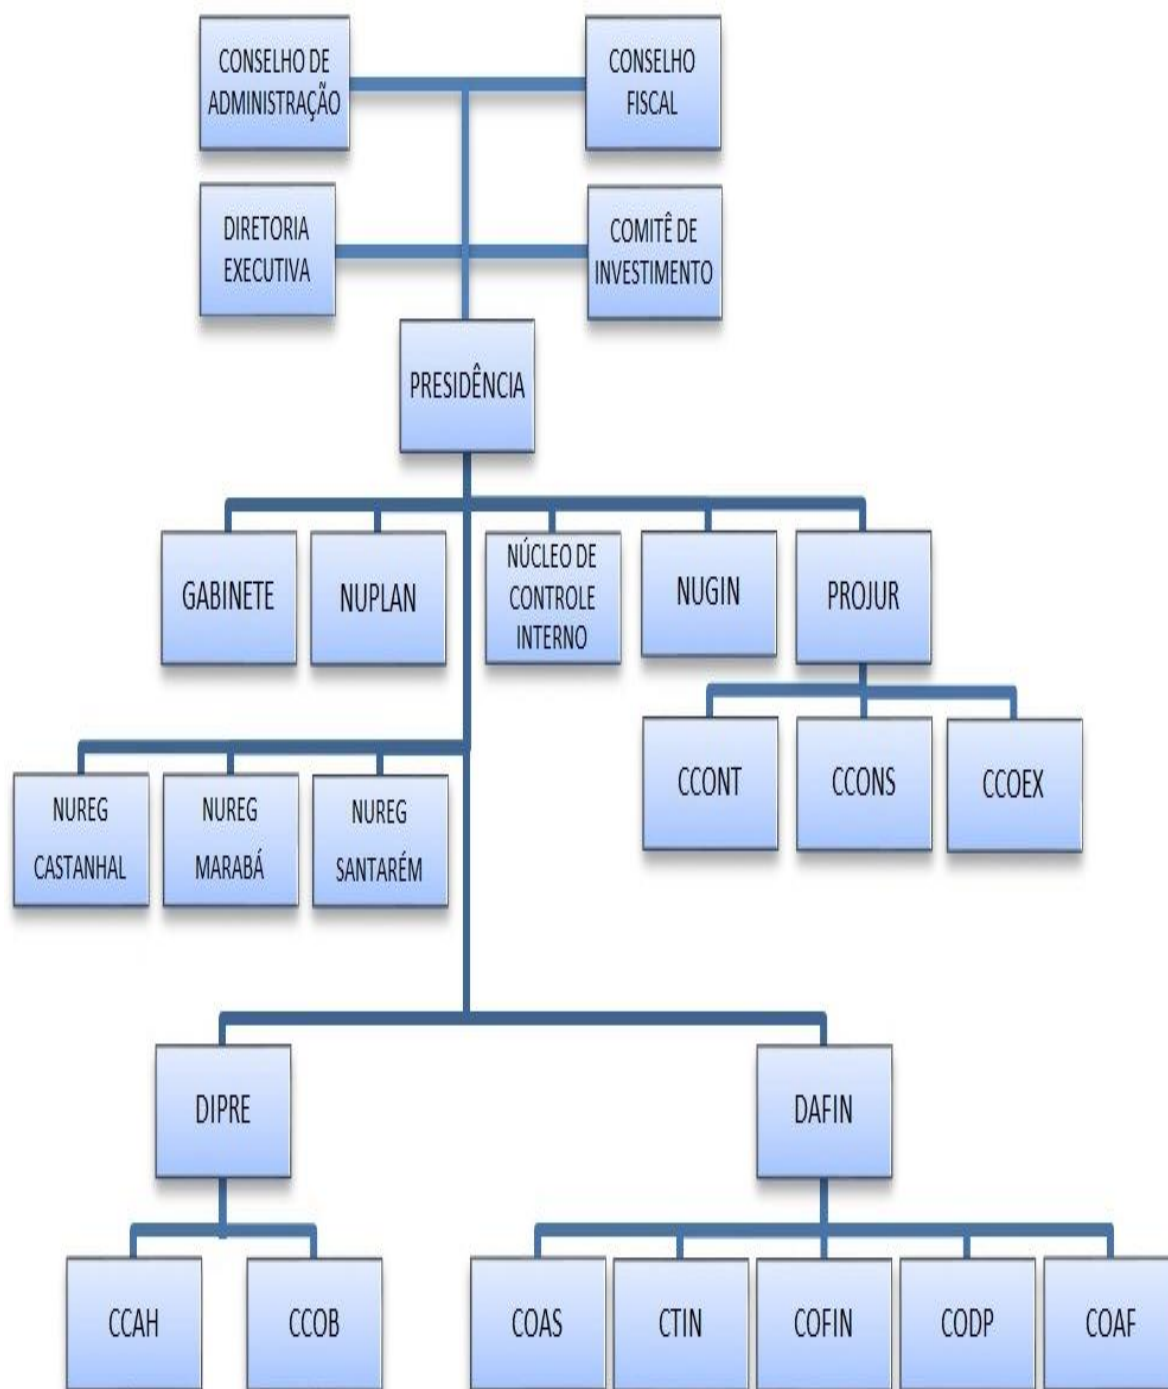 CONSELHO DE
ADMINISTRAÇÃO
CONSELHO
FISCAL
DIRETORIA
EXECUTIVA
COMITÊ DE
INVESTIMENTO
PRESIDÊNCIA
GABINETE
NUPLAN
NÚCLEO DE
CONTROLE
INTERNO
NUGIN
PROJUR
CCONT
CCONS
CCOEX
NUREG
CASTANHAL
NUREG
MARABÁ
NUREG
SANTARÉM
DIPRE
DAFIN
CCAH
CCOB
COAS
CTIN
COFIN
CODP
COAF